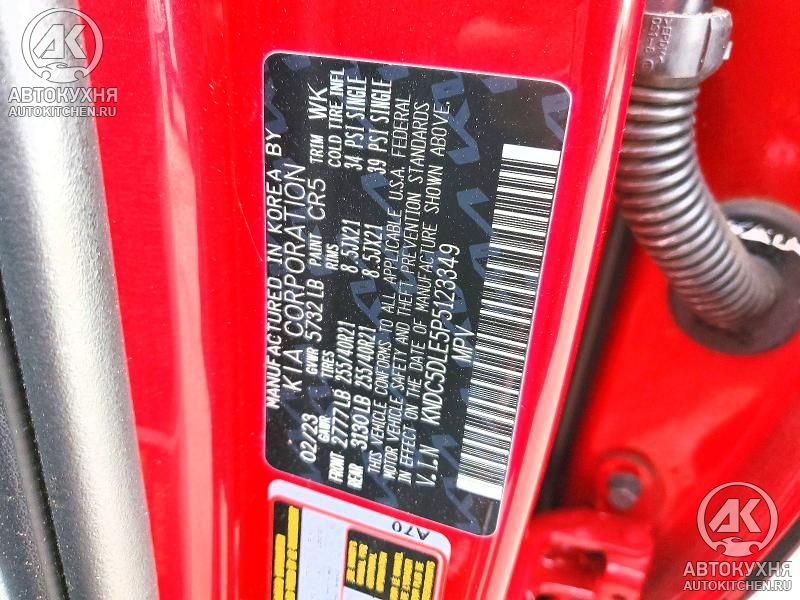 АВТОКУХНЯ
AUTOKITCHEN.RU
MANUFACTURED IN KOREA BY
KIA CORPORATION
02/23 GVWR 5732 LB PAINT CR5 TRIM WK
GAWR TIRES RIMS COLD TIRE INFL
FRONT 2777 LB 255/40R21 8.5JX21 34 PSI SINGLE
REAR 3130 LB 255/40R21 8.5JX21 39 PSI SINGLE
THIS VEHICLE CONFORMS TO ALL APPLICABLE U.S.A. FEDERAL
MOTOR VEHICLE SAFETY AND THEFT PREVENTION STANDARDS
IN EFFECT ON THE DATE OF MANUFACTURE SHOWN ABOVE.
V.I.N KNDC5DLE5P5123349
MPV
A70
АВТОКУХНЯ
AUTOKITCHEN.RU